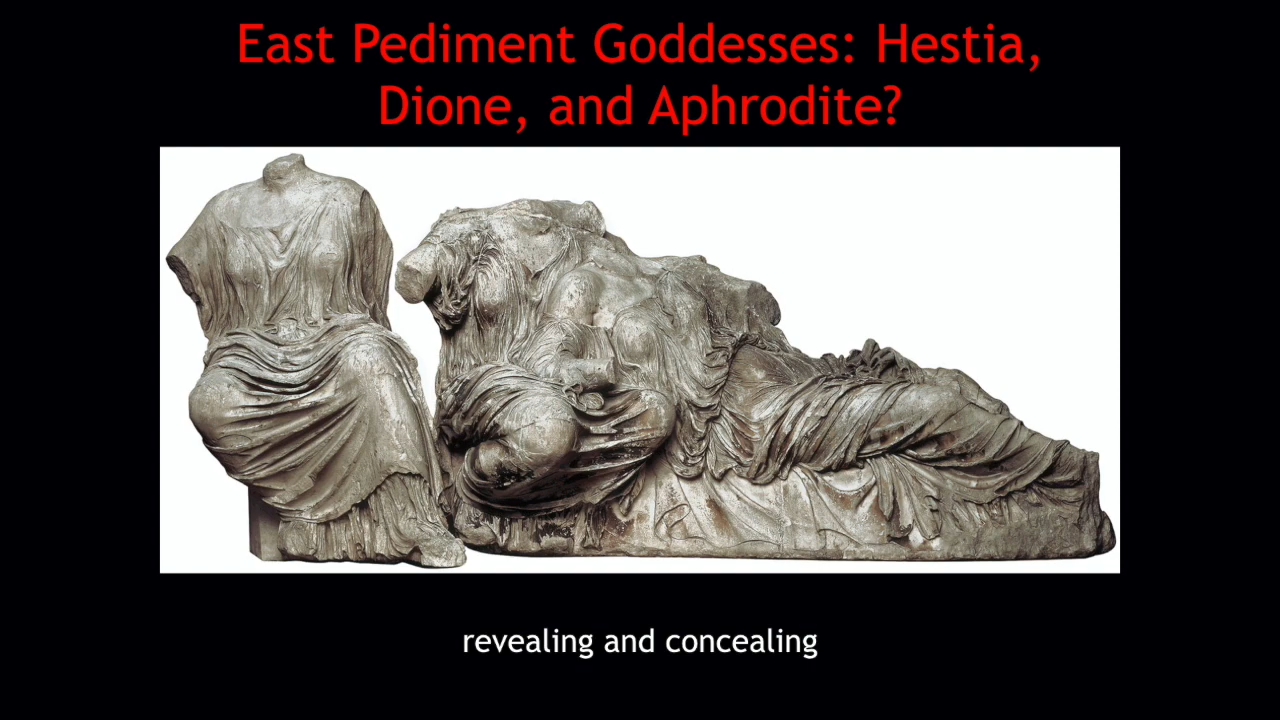 East Pediment Goddesses: Hestia,
Dione, and Aphrodite?
revealing and concealing